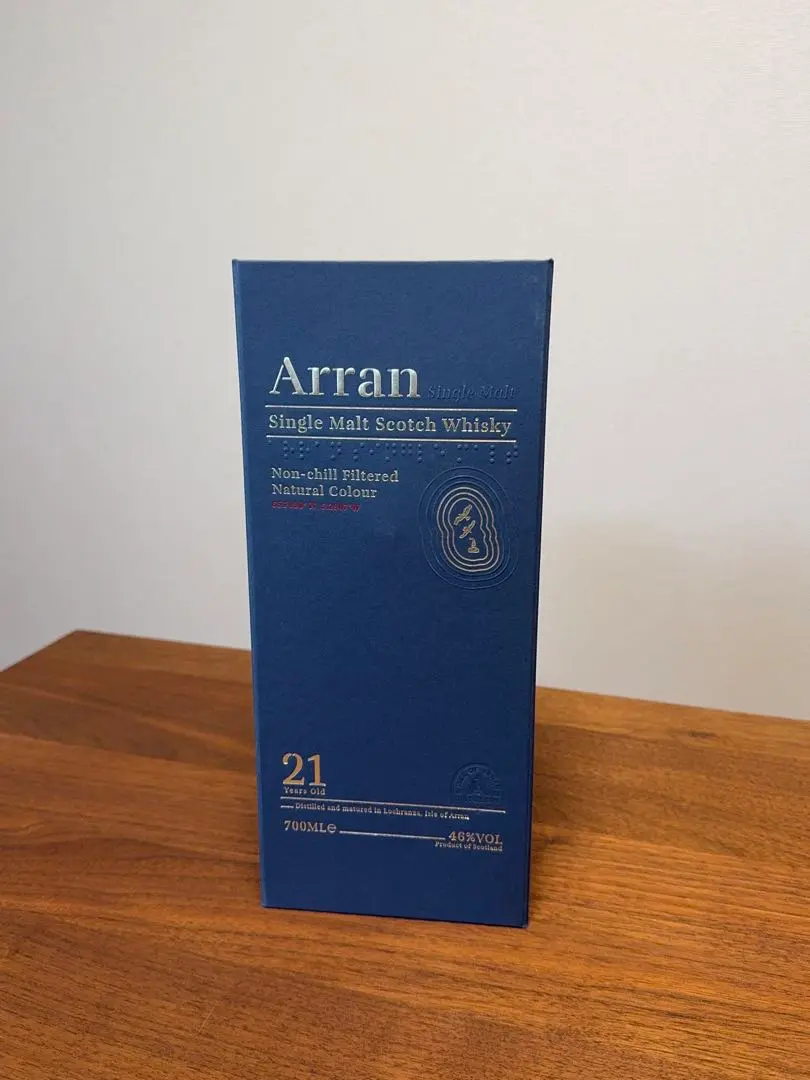 Arran Single Malt
Single Malt Scotch Whisky
Non-chill Filtered
Natural Colour
21
Years Old
Distilled and matured in Lochranza, Isle of Arran
700MLe
46%VOL
Product of Scotland